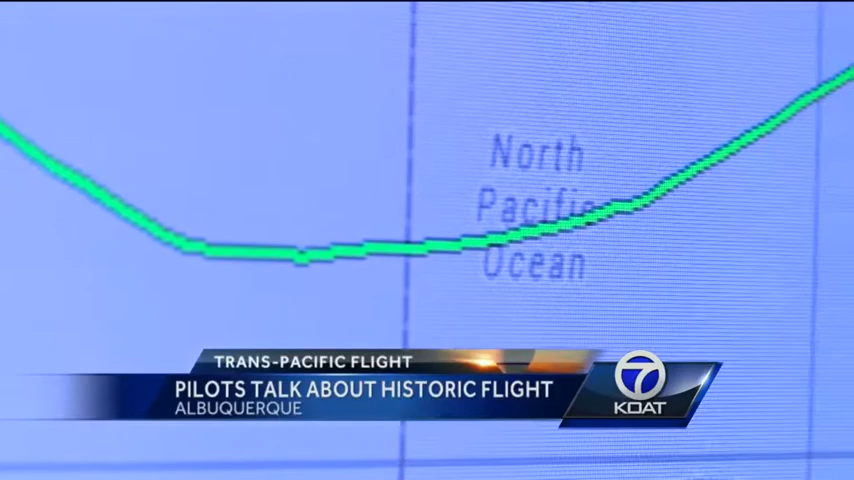 North
Pacific
Ocean
TRANS-PACIFIC FLIGHT
PILOTS TALK ABOUT HISTORIC FLIGHT
ALBUQUERQUE
7
KOAT